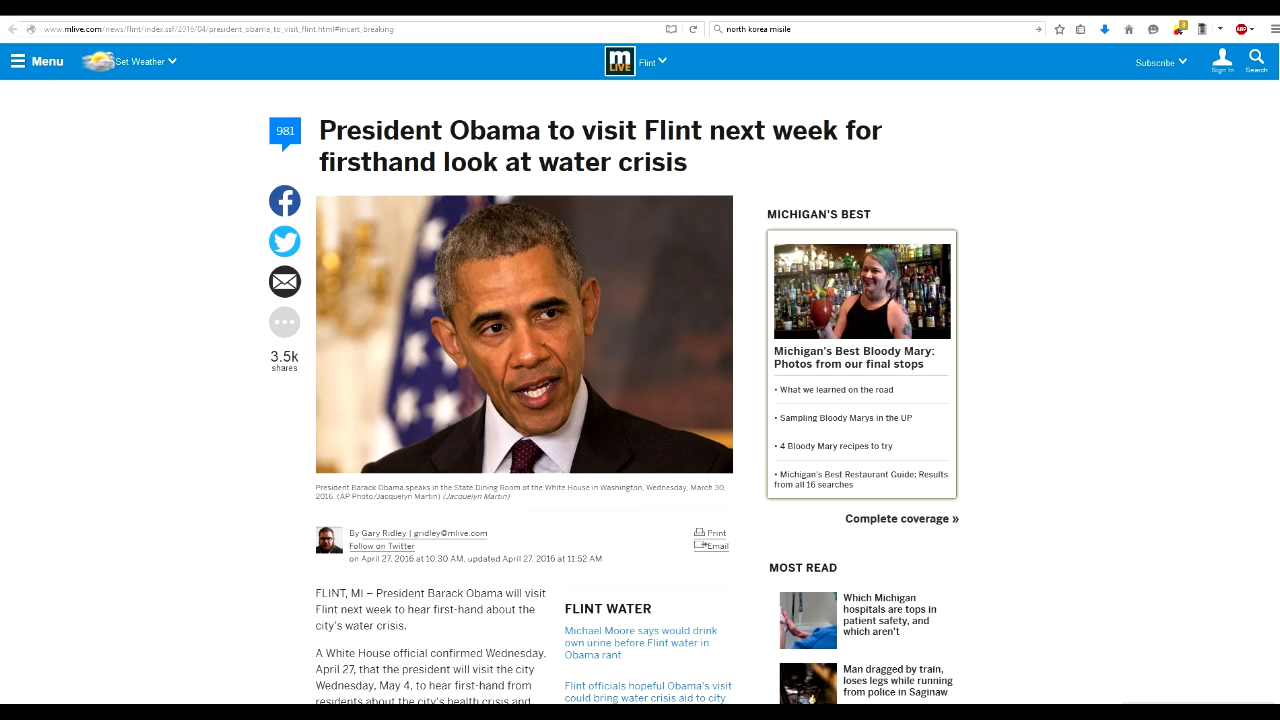 www.mlive.com/news/flint/index.ssf/2016/04/president_obama_to_visit_flint.html#incart_breaking
north korea misile
3
ABP
Menu
Set Weather
m
LIVE
Flint
Subscribe
Sign In
Search
981
President Obama to visit Flint next week for
firsthand look at water crisis
3.5k
shares
President Barack Obama speaks in the State Dining Room of the White House in Washington, Wednesday, March 30,
2016. (AP Photo/Jacquelyn Martin) (Jacquelyn Martin)
By Gary Ridley | gridley@mlive.com
Follow on Twitter
on April 27, 2016 at 10:30 AM, updated April 27, 2016 at 11:52 AM
Print
Email
FLINT, MI – President Barack Obama will visit
Flint next week to hear first-hand about the
city's water crisis.
A White House official confirmed Wednesday,
April 27, that the president will visit the city
Wednesday, May 4, to hear first-hand from
residents about the city's health crisis and
FLINT WATER
Michael Moore says would drink
own urine before Flint water in
Obama rant
Flint officials hopeful Obama's visit
could bring water crisis aid to city
MICHIGAN'S BEST
Michigan's Best Bloody Mary:
Photos from our final stops
• What we learned on the road
• Sampling Bloody Marys in the UP
• 4 Bloody Mary recipes to try
• Michigan's Best Restaurant Guide: Results
from all 16 searches
Complete coverage »
MOST READ
Which Michigan
hospitals are tops in
patient safety, and
which aren't
Man dragged by train,
loses legs while running
from police in Saginaw